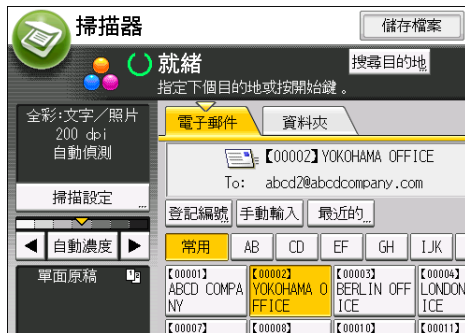 掃描器
儲存檔案
就緒
搜尋目的地
指定下個目的地或按開始鍵。
全彩:文字／照片
200 dpi
自動偵測
掃描設定
自動濃度
單面原稿
電子郵件
資料夾
【00002】YOKOHAMA OFFICE
To: abcd2@abcdcompany.co
登記編號
手動輸入
最近的
常用
AB
CD
EF
GH
IJK
【00001】
ABCD COMPA
NY
【00002】
YOKOHAMA O
FFICE
【00003】
BERLIN OFF
ICE
【00004】
LONDON
ICE
【00007】
【00008】
【00010】
【00011】